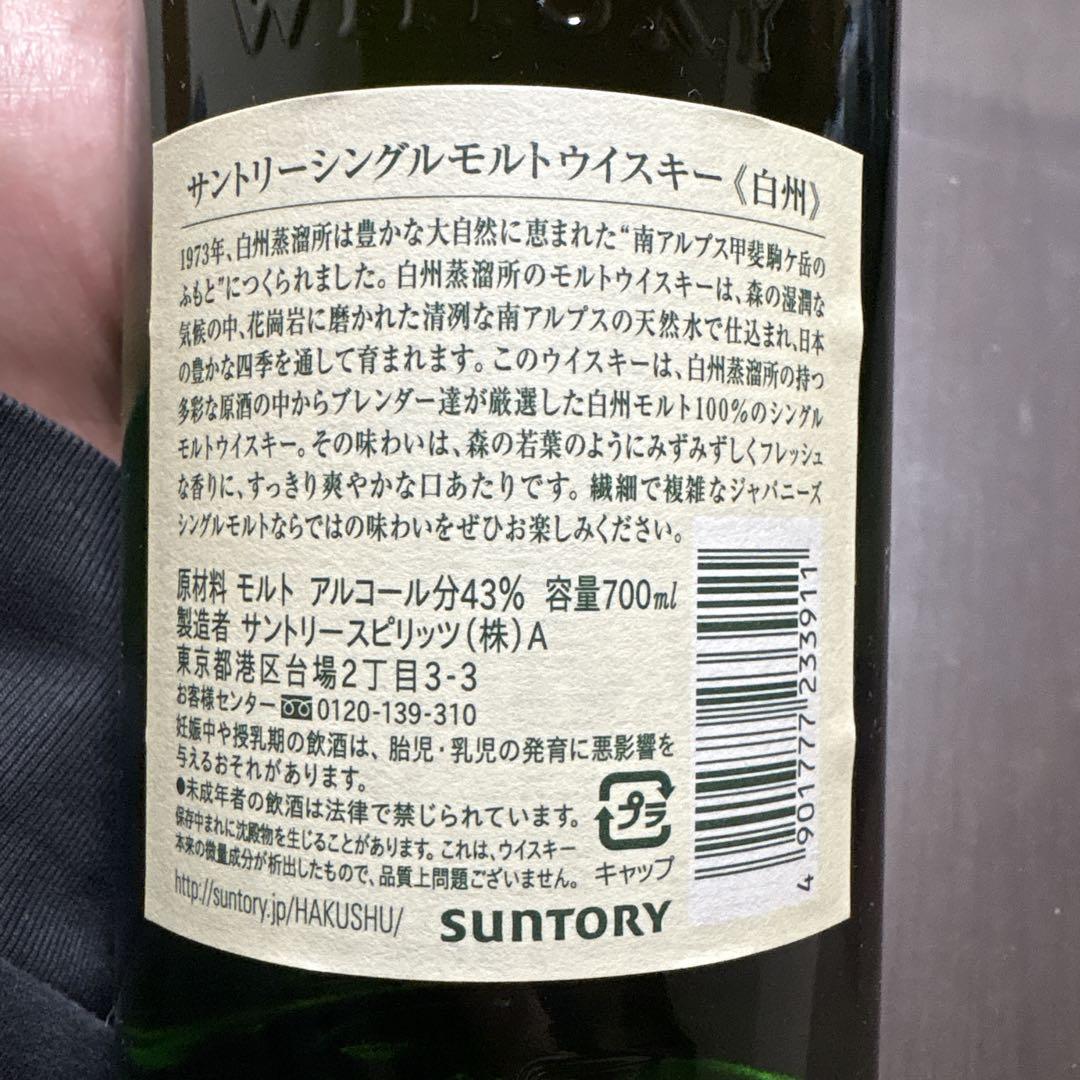 WHISKY
サントリーシングルモルトウイスキー《白州》
1973年、白州蒸溜所は豊かな大自然に恵まれた“南アルプス甲斐駒ケ岳の
ふもと”につくられました。白州蒸溜所のモルトウイスキーは、森の湿潤な
気候の中、花崗岩に磨かれた清冽な南アルプスの天然水で仕込まれ、日本
の豊かな四季を通して育まれます。このウイスキーは、白州蒸溜所の持つ
多彩な原酒の中からブレンダー達が厳選した白州モルト100%のシングル
モルトウイスキー。その味わいは、森の若葉のようにみずみずしくフレッシュ
な香りに、すっきり爽やかな口あたりです。繊細で複雑なジャパニーズ
シングルモルトならではの味わいをぜひお楽しみください。
原材料 モルト アルコール分43% 容量700ml
製造者 サントリースピリッツ(株)A
東京都港区台場2丁目3-3
お客様センター 0120-139-310
妊娠中や授乳期の飲酒は、胎児・乳児の発育に悪影響を
与えるおそれがあります。
●未成年者の飲酒は法律で禁じられています。
保存中まれに沈殿物を生じることがあります。これは、ウイスキー
本来の微量成分が析出したもので、品質上問題ございません。
プラ
キャップ
http://suntory.jp/HAKUSHU/
SUNTORY
4 901777 233911